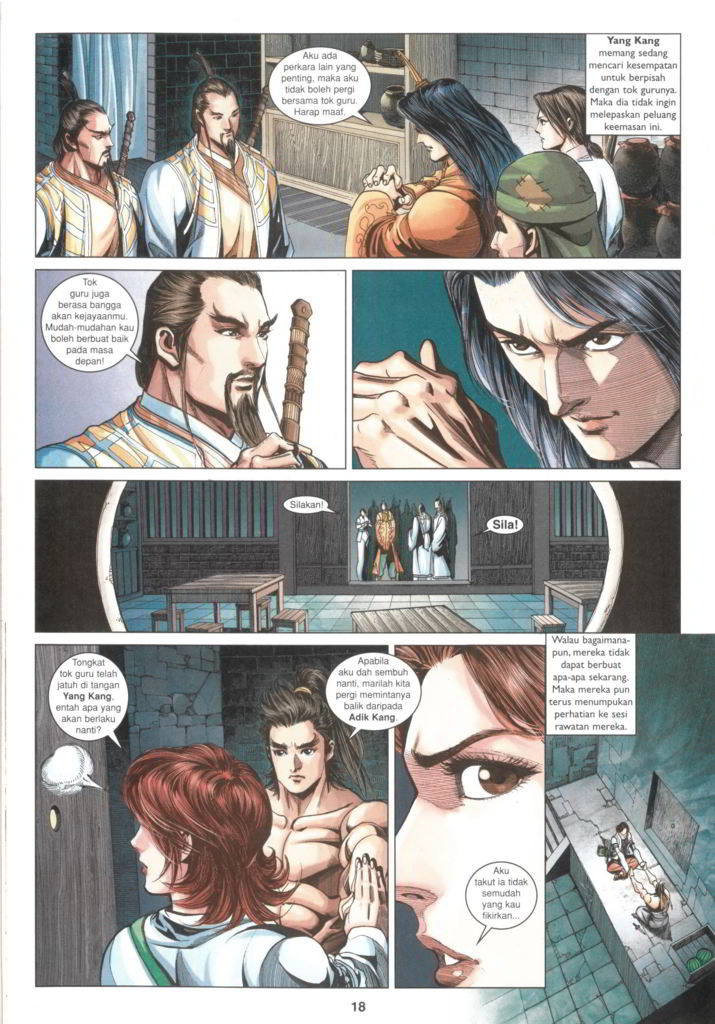 Aku ada
perkara lain yang
penting, maka aku
tidak boleh pergi
bersama tok guru.
Harap maaf.
Yang Kang
memang sedang
mencari kesempatan
untuk berpisah
dengan tok gurunya.
Maka dia tidak ingin
melepaskan peluang
keemasan ini.
Tok
guru juga
berasa bangga
akan kejayaanmu.
Mudah-mudahan kau
boleh berbuat baik
pada masa
depan!
Silakan!
Sila!
Tongkat
tok guru telah
jatuh di tangan
Yang Kang,
entah apa yang
akan berlaku
nanti?
Apabila
aku dah sembuh
nanti, marilah kita
pergi memintanya
balik daripada
Adik Kang.
Aku
takut ia tidak
semudah
yang kau
fikirkan...
Walau bagaimana-
pun, mereka tidak
dapat berbuat
apa-apa sekarang.
Maka mereka pun
terus menumpukan
perhatian ke sesi
rawatan mereka.
18